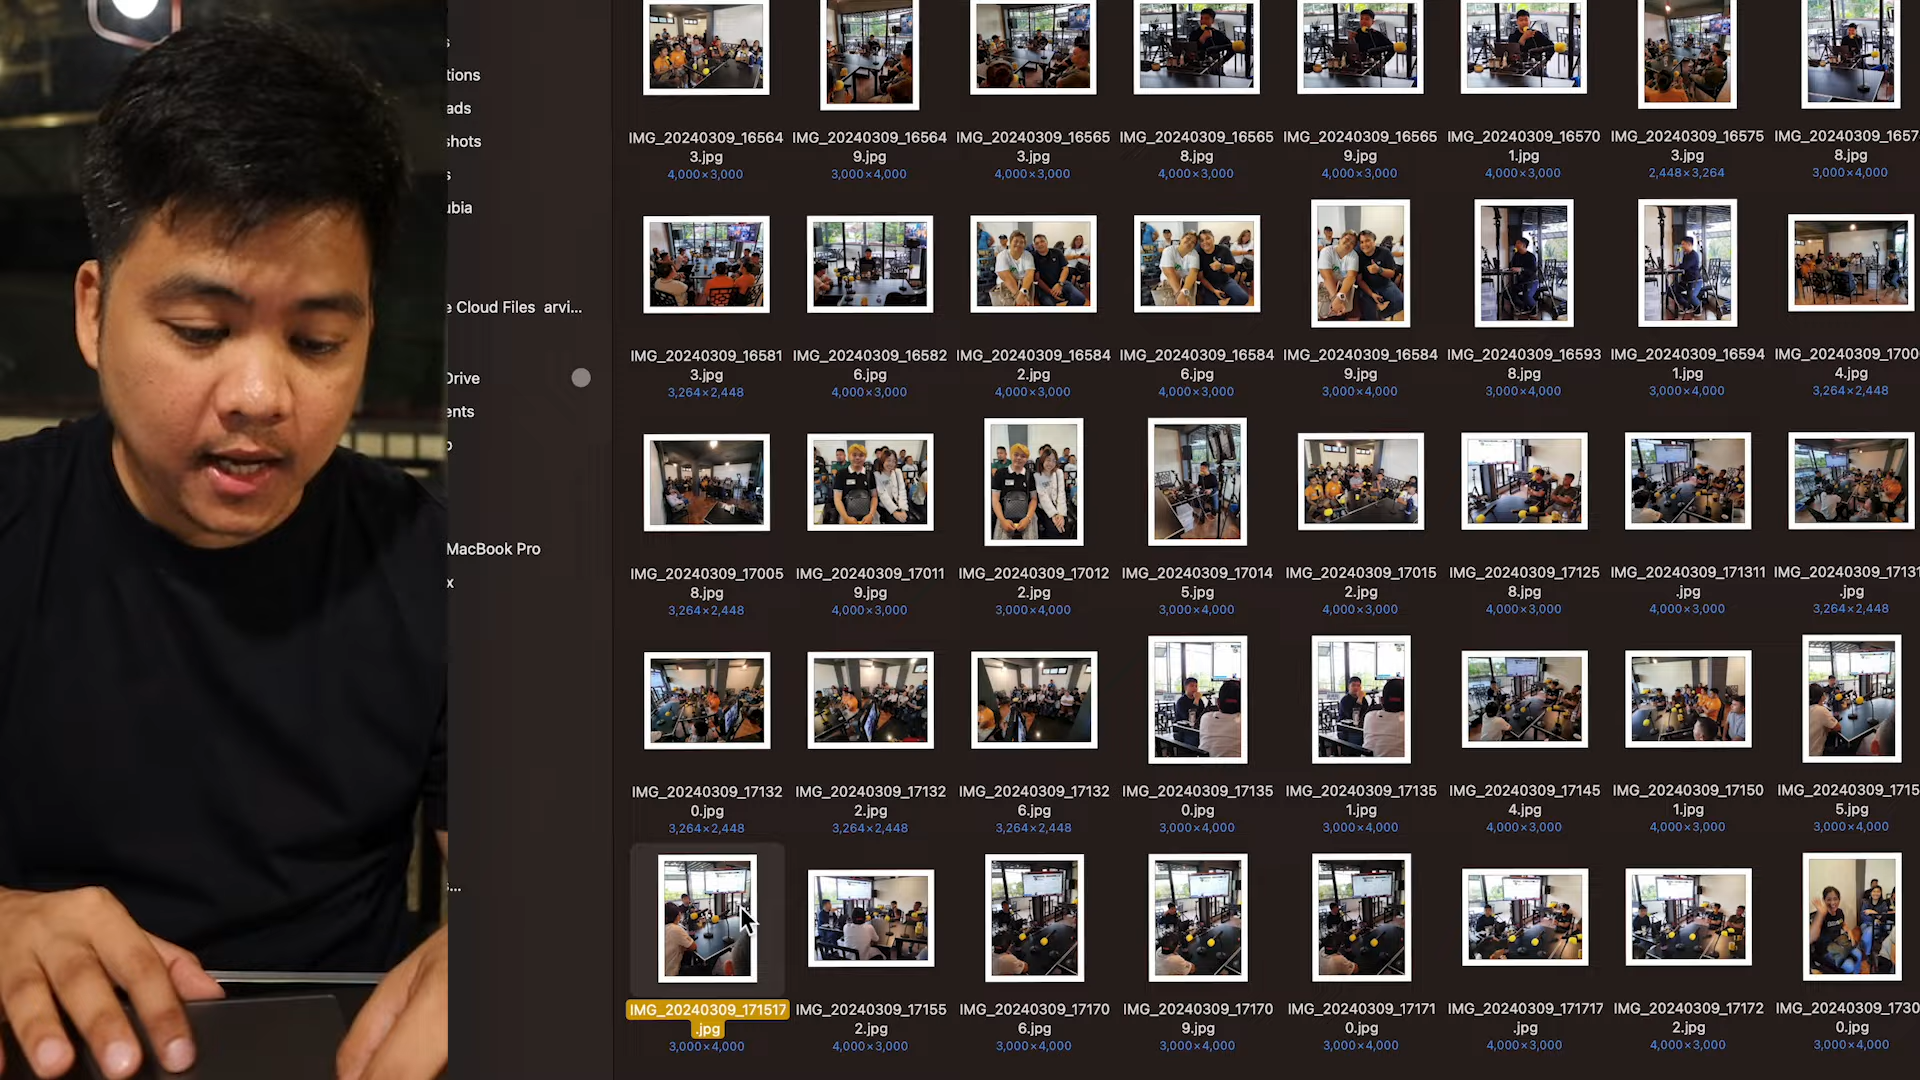 s
tions
ads
shots
s
ubia
e Cloud Files  arvi...
Drive
ents
p
MacBook Pro
x
s...
IMG_20240309_16564 IMG_20240309_16564 IMG_20240309_16565 IMG_20240309_16565 IMG_20240309_16565 IMG_20240309_16570 IMG_20240309_16575 IMG_20240309_1657
3.jpg 9.jpg 3.jpg 8.jpg 9.jpg 1.jpg 3.jpg 8.jpg
4,000×3,000 3,000×4,000 4,000×3,000 4,000×3,000 4,000×3,000 4,000×3,000 2,448×3,264 3,000×4,000
IMG_20240309_16581 IMG_20240309_16582 IMG_20240309_16584 IMG_20240309_16584 IMG_20240309_16584 IMG_20240309_16593 IMG_20240309_16594 IMG_20240309_1700
3.jpg 6.jpg 2.jpg 6.jpg 9.jpg 8.jpg 1.jpg 4.jpg
3,264×2,448 4,000×3,000 4,000×3,000 4,000×3,000 3,000×4,000 3,000×4,000 3,000×4,000 3,264×2,448
IMG_20240309_17005 IMG_20240309_17011 IMG_20240309_17012 IMG_20240309_17014 IMG_20240309_17015 IMG_20240309_17125 IMG_20240309_171311 IMG_20240309_17131
8.jpg 9.jpg 2.jpg 5.jpg 2.jpg 8.jpg .jpg .jpg
3,264×2,448 4,000×3,000 3,000×4,000 3,000×4,000 4,000×3,000 4,000×3,000 4,000×3,000 3,264×2,448
IMG_20240309_17132 IMG_20240309_17132 IMG_20240309_17132 IMG_20240309_17135 IMG_20240309_17135 IMG_20240309_17145 IMG_20240309_17150 IMG_20240309_1715
0.jpg 2.jpg 6.jpg 0.jpg 1.jpg 4.jpg 1.jpg 5.jpg
3,264×2,448 3,264×2,448 3,264×2,448 3,000×4,000 3,000×4,000 4,000×3,000 4,000×3,000 3,000×4,000
IMG_20240309_171517 IMG_20240309_17155 IMG_20240309_17170 IMG_20240309_17170 IMG_20240309_17171 IMG_20240309_171717 IMG_20240309_17172 IMG_20240309_1730
.jpg 2.jpg 6.jpg 9.jpg 0.jpg .jpg 2.jpg 0.jpg
3,000×4,000 4,000×3,000 3,000×4,000 3,000×4,000 3,000×4,000 4,000×3,000 4,000×3,000 3,000×4,000